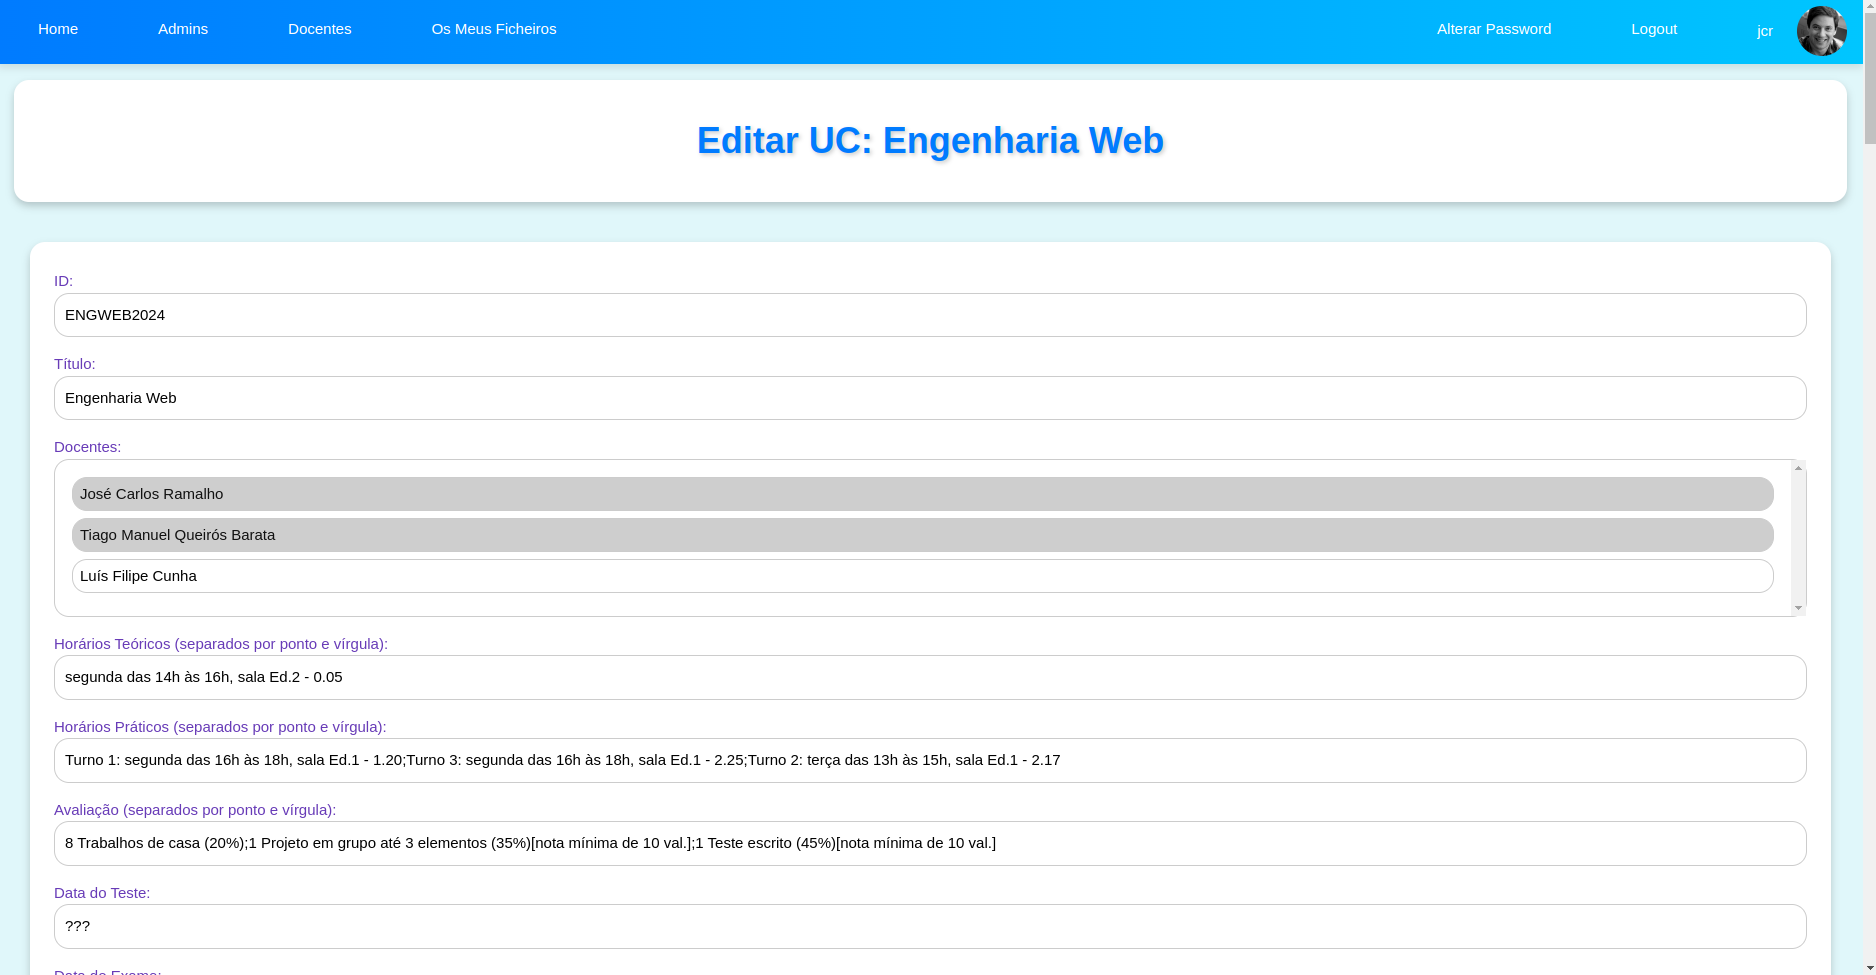 Home Admins Docentes Os Meus Ficheiros Alterar Password Logout jcr
Editar UC: Engenharia Web
ID:
ENGWEB2024
Título:
Engenharia Web
Docentes:
José Carlos Ramalho
Tiago Manuel Queirós Barata
Luís Filipe Cunha
Horários Teóricos (separados por ponto e vírgula):
segunda das 14h às 16h, sala Ed.2 - 0.05
Horários Práticos (separados por ponto e vírgula):
Turno 1: segunda das 16h às 18h, sala Ed.1 - 1.20;Turno 3: segunda das 16h às 18h, sala Ed.1 - 2.25;Turno 2: terça das 13h às 15h, sala Ed.1 - 2.17
Avaliação (separados por ponto e vírgula):
8 Trabalhos de casa (20%);1 Projeto em grupo até 3 elementos (35%)[nota mínima de 10 val.];1 Teste escrito (45%)[nota mínima de 10 val.]
Data do Teste:
???
Data do Exame: